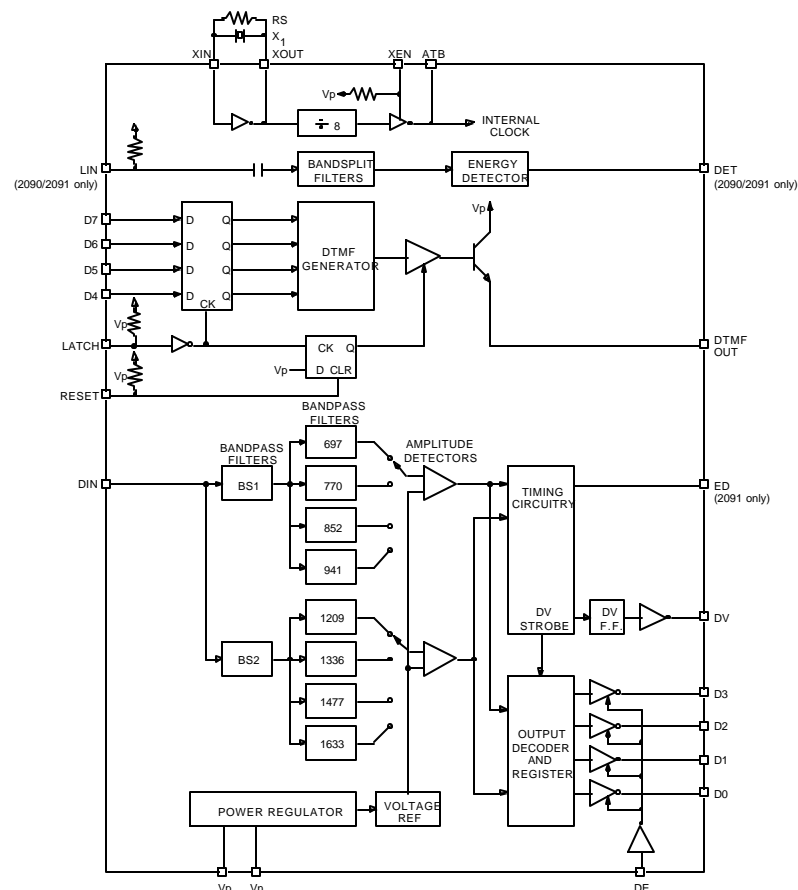 RS
X1
XIN
XOUT
XEN
ATB
Vp
÷ 8
INTERNAL
CLOCK
LIN
(2090/2091 only)
BANDSPLIT
FILTERS
ENERGY
DETECTOR
DET
(2090/2091 only)
D7
D6
D5
D4
D Q
D Q
D Q
D Q
CK
DTMF
GENERATOR
Vp
Vp
LATCH
CK Q
D CLR
Vp
DTMF
OUT
Vp
RESET
BANDPASS
FILTERS
BANDPASS
FILTERS
AMPLITUDE
DETECTORS
DIN
BS1
697
770
852
941
TIMING
CIRCUITRY
ED
(2091 only)
DV
STROBE
DV
F.F.
DV
BS2
1209
1336
1477
1633
OUTPUT
DECODER
AND
REGISTER
D3
D2
D1
D0
POWER REGULATOR
VOLTAGE
REF